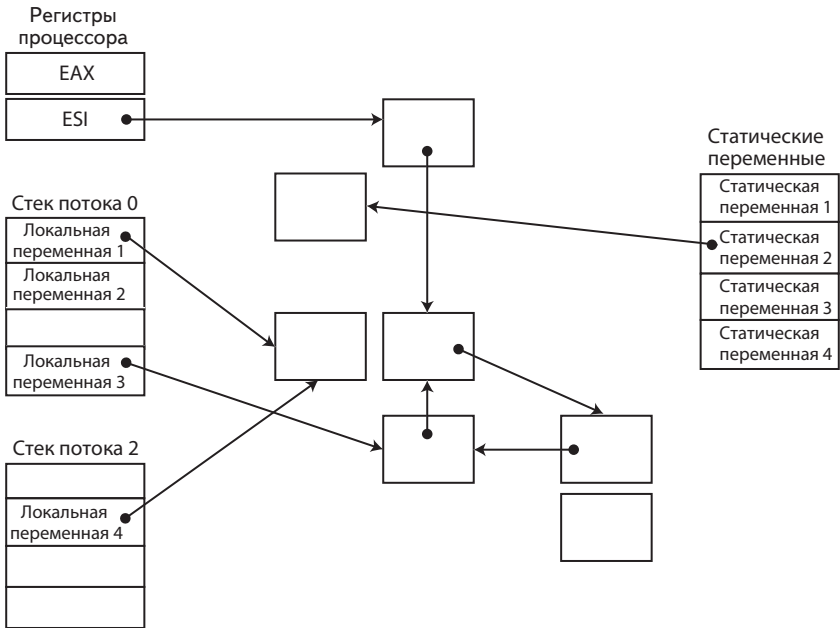 Регистры
процессора
EAX
ESI
Статические
переменные
Статическая
переменная 1
Статическая
переменная 2
Статическая
переменная 3
Статическая
переменная 4
Стек потока 0
Локальная
переменная 1
Локальная
переменная 2
Локальная
переменная 3
Стек потока 2
Локальная
переменная 4